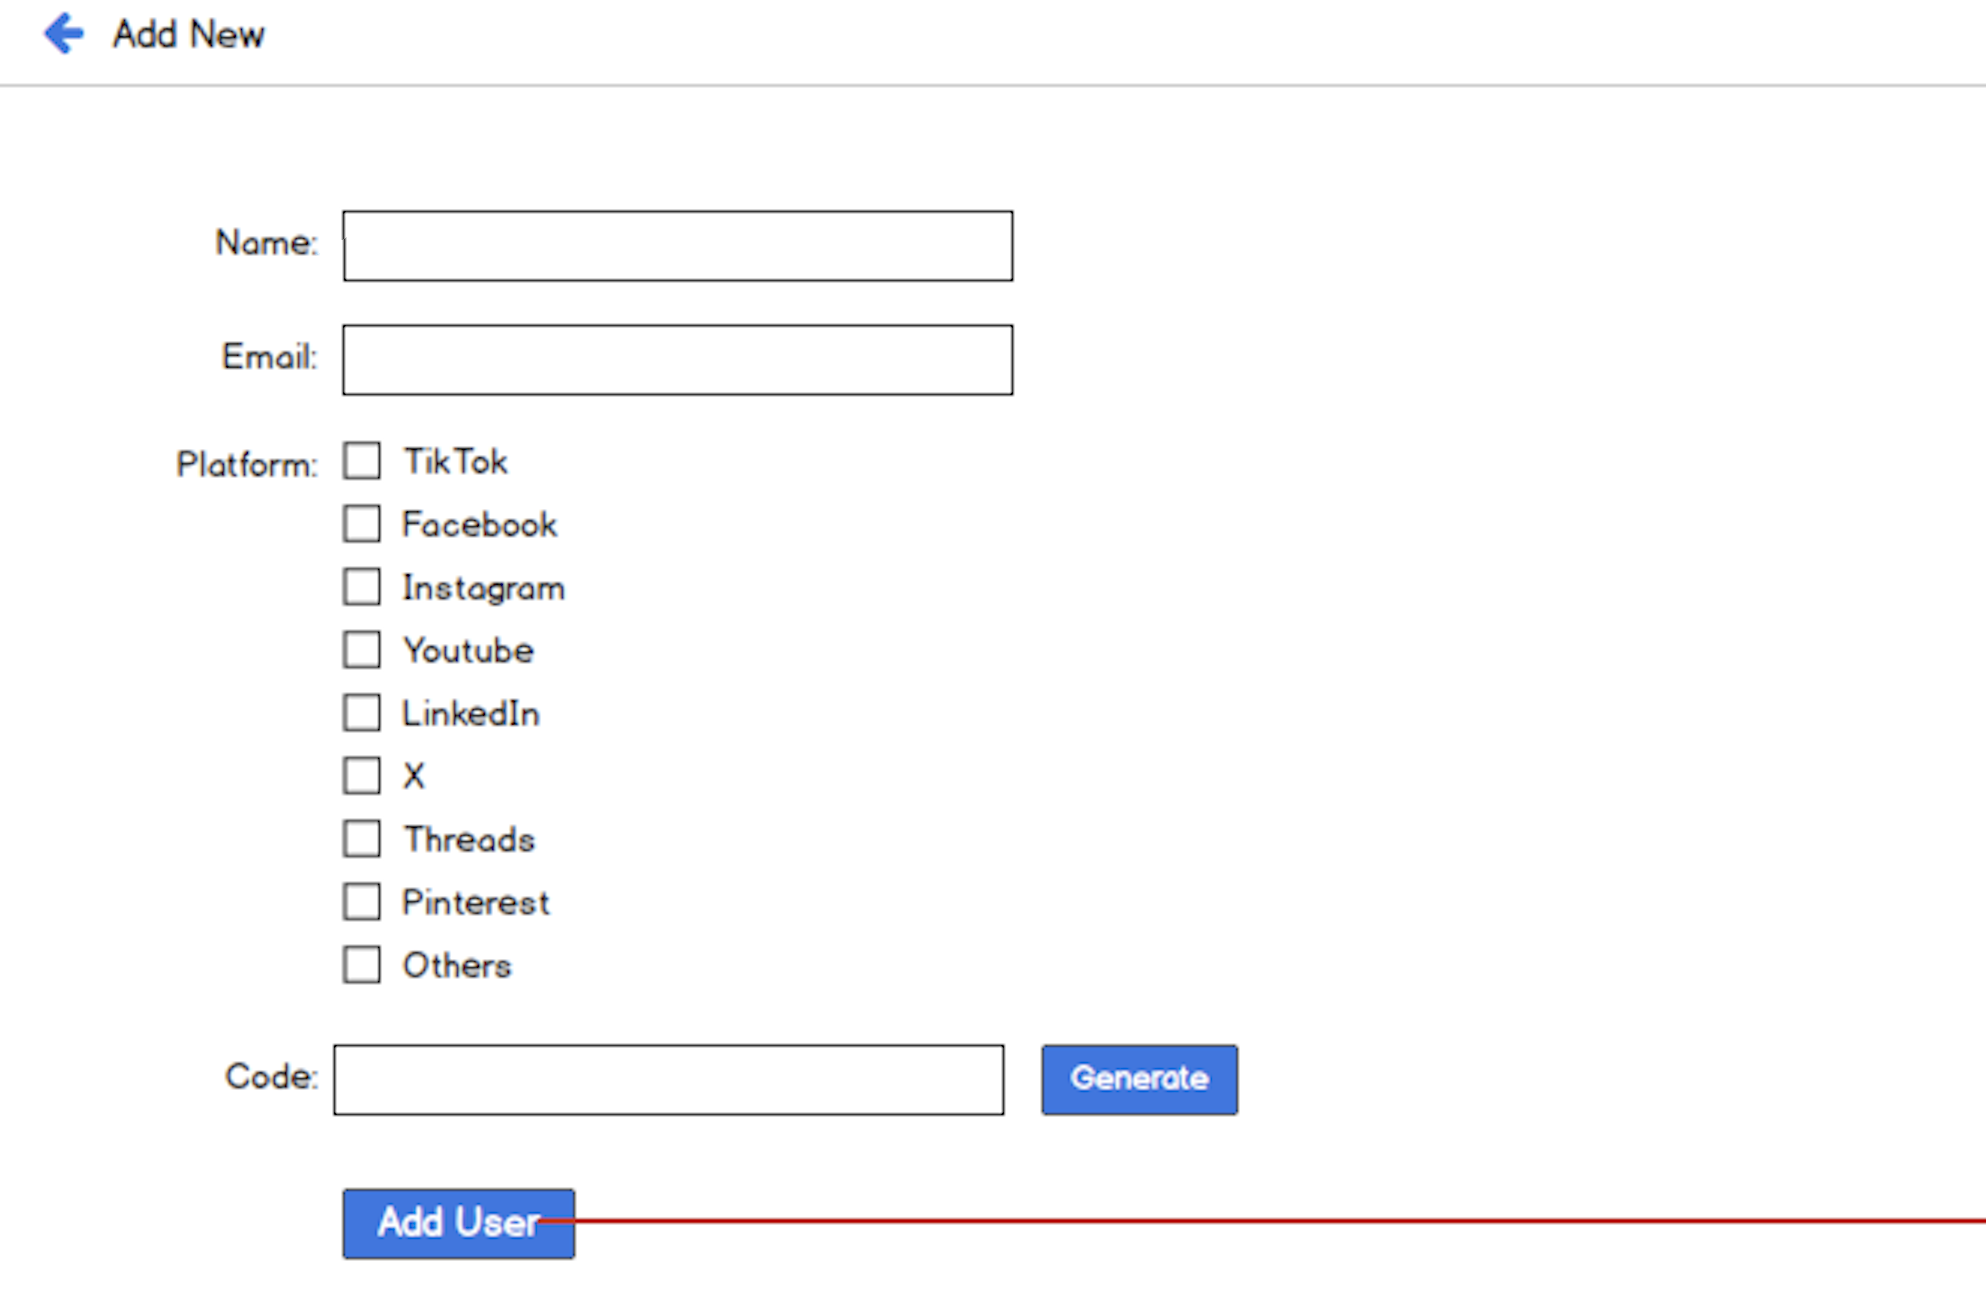 Add New
Name:
Email:
Platform:
TikTok
Facebook
Instagram
Youtube
LinkedIn
X
Threads
Pinterest
Others
Code:
Generate
Add User